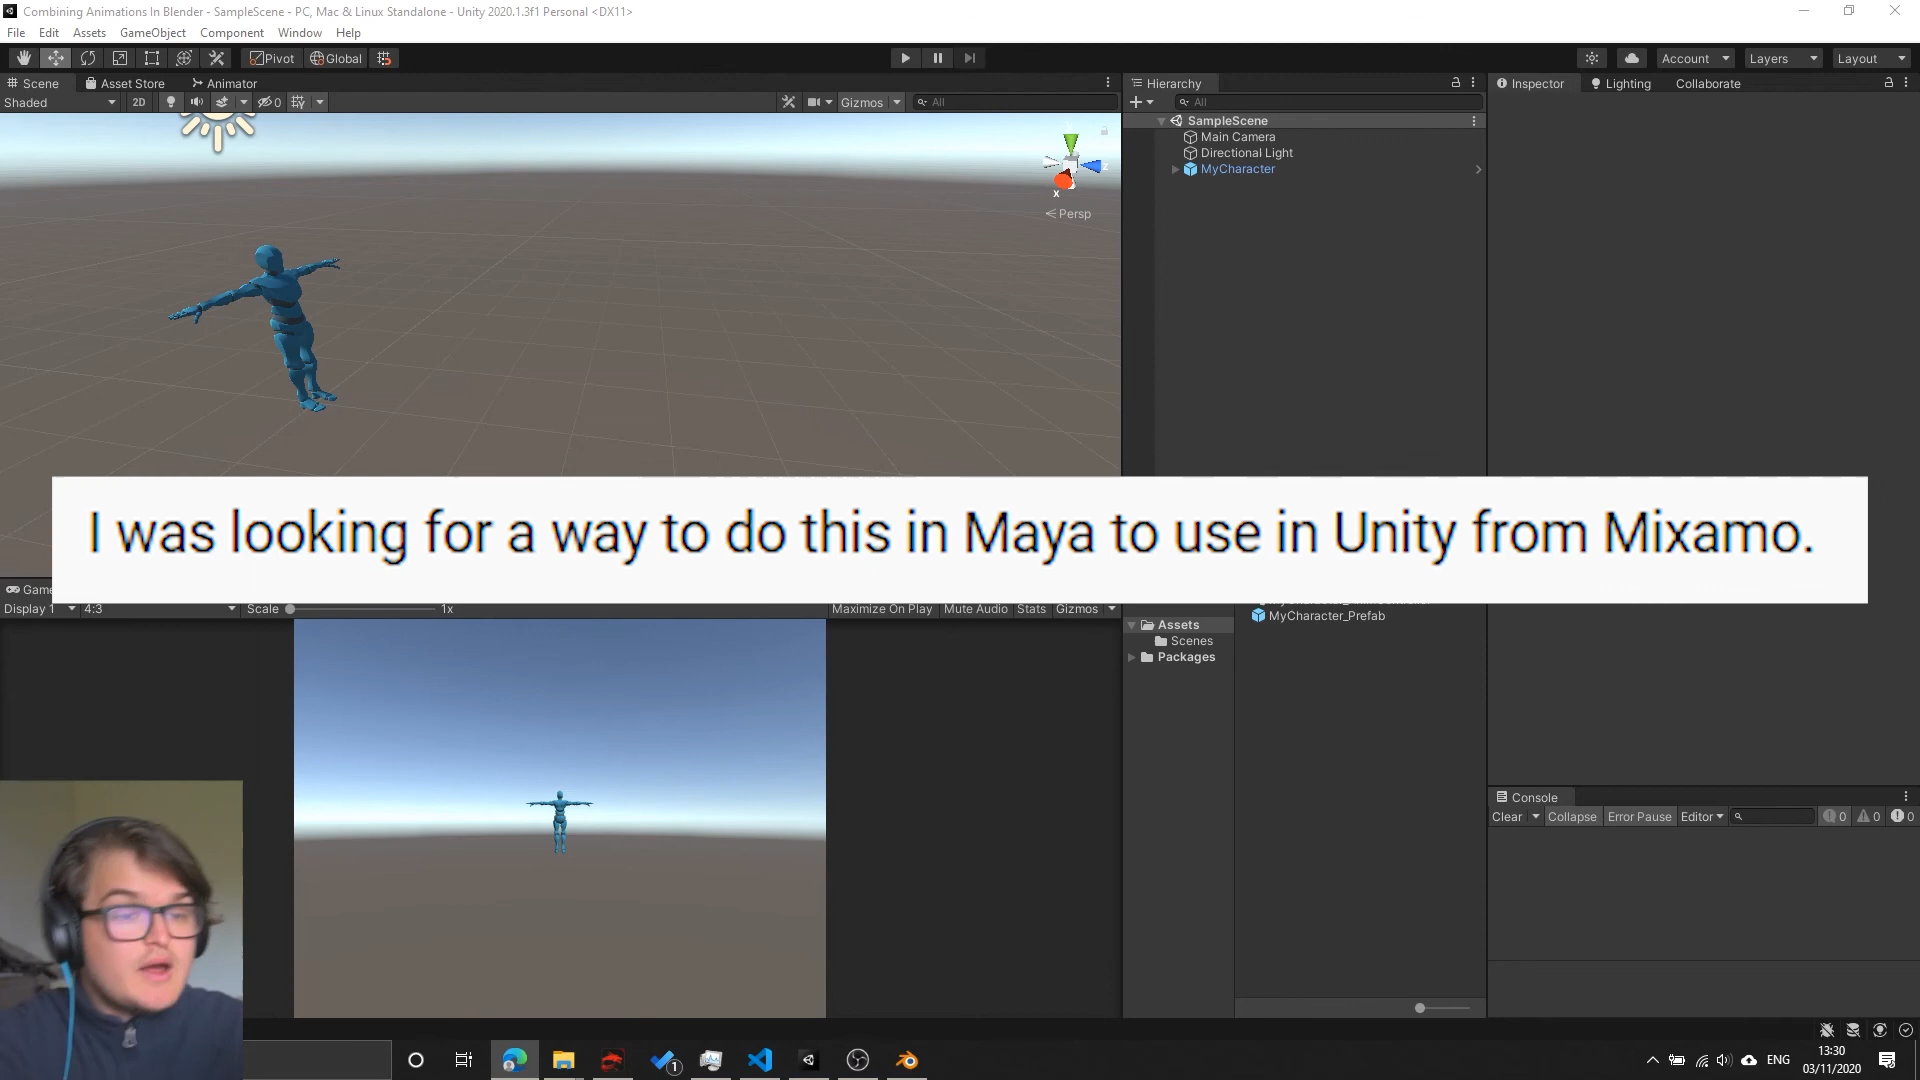 Combining Animations In Blender - SampleScene - PC, Mac & Linux Standalone - Unity 2020.1.3f1 Personal <DX11>
File Edit Assets GameObject Component Window Help
Pivot Global Account Layers Layout
Scene Asset Store Animator
Hierarchy
Inspector Lighting Collaborate
Shaded 2D 0 Gizmos All
All
SampleScene
Main Camera
Directional Light
MyCharacter
z
x
Persp
I was looking for a way to do this in Maya to use in Unity from Mixamo.
Game
Display 1 4:3 Scale 1x Maximize On Play Mute Audio Stats Gizmos
MyCharacter_Prefab
Assets
Scenes
Packages
Console
Clear Collapse Error Pause Editor 0 0 0
1
ENG
13:30
03/11/2020